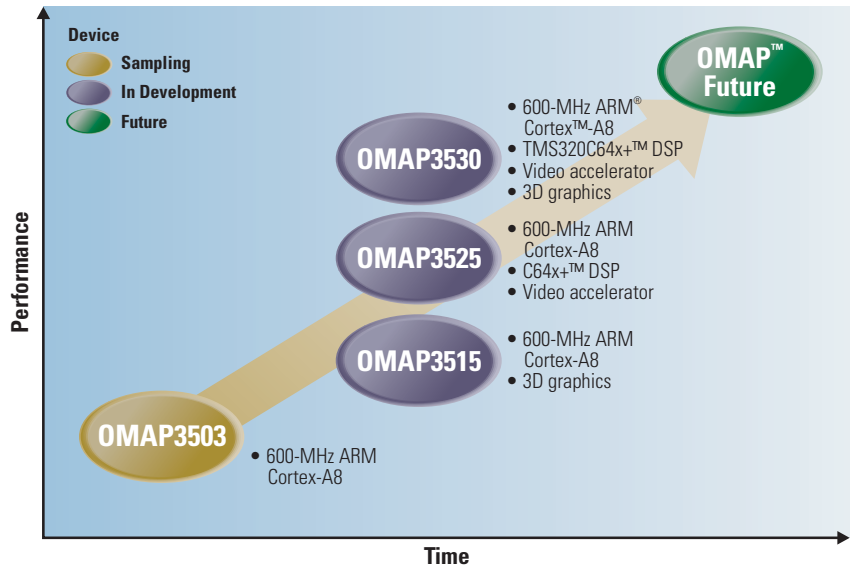 Device
Sampling
In Development
Future
OMAP™
Future
OMAP3530
• 600-MHz ARM®
Cortex™-A8
• TMS320C64x+™ DSP
• Video accelerator
• 3D graphics
OMAP3525
• 600-MHz ARM
Cortex-A8
• C64x+™ DSP
• Video accelerator
OMAP3515
• 600-MHz ARM
Cortex-A8
• 3D graphics
OMAP3503
• 600-MHz ARM
Cortex-A8
Performance
Time